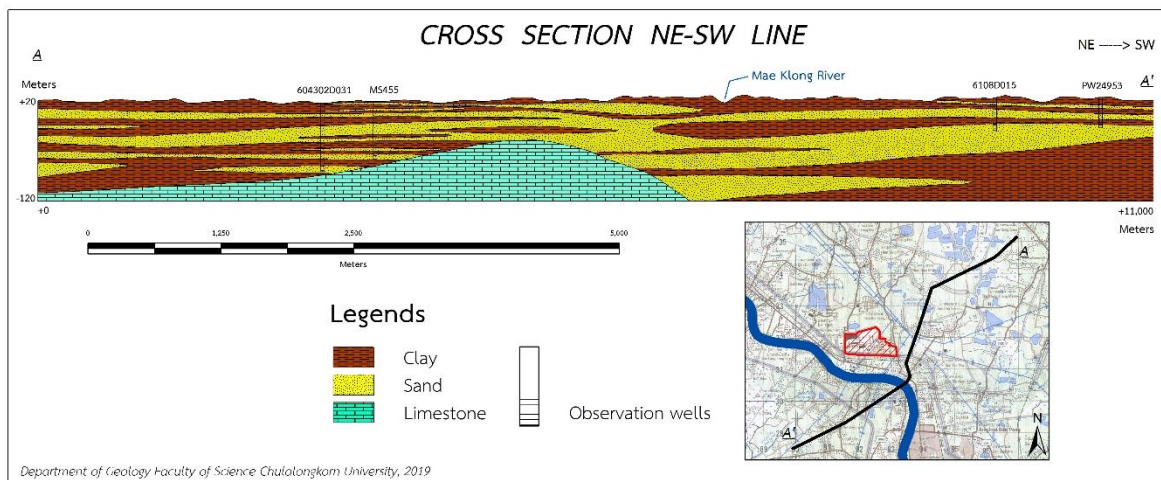 CROSS SECTION NE-SW LINE
NE ----> SW
A
A'
Meters
Mae Klong River
604302D031
MS455
6108D015
PW24953
+20
-120
+0
+11,000
Meters
0
1,250
2,500
5,000
Meters
Legends
Clay
Sand
Limestone
Observation wells
A
A'
N
Department of Geology Faculty of Science Chulalongkorn University, 2019